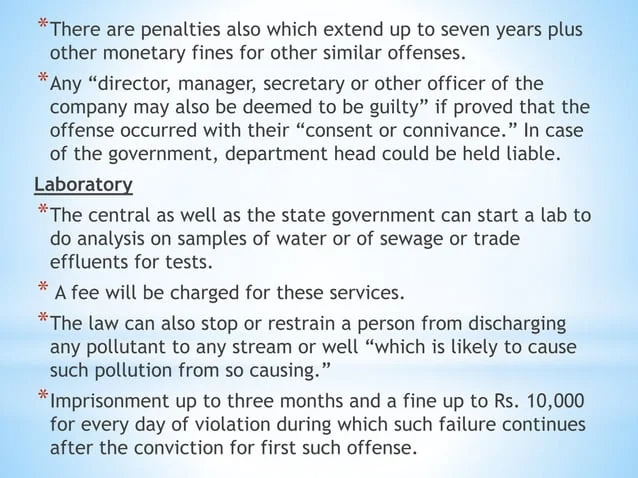 * There are penalties also which extend up to seven years plus
other monetary fines for other similar offenses.
* Any “director, manager, secretary or other officer of the
company may also be deemed to be guilty” if proved that the
offense occurred with their “consent or connivance.” In case
of the government, department head could be held liable.
Laboratory
* The central as well as the state government can start a lab to
do analysis on samples of water or of sewage or trade
effluents for tests.
* A fee will be charged for these services.
* The law can also stop or restrain a person from discharging
any pollutant to any stream or well “which is likely to cause
such pollution from so causing.”
* Imprisonment up to three months and a fine up to Rs. 10,000
for every day of violation during which such failure continues
after the conviction for first such offense.